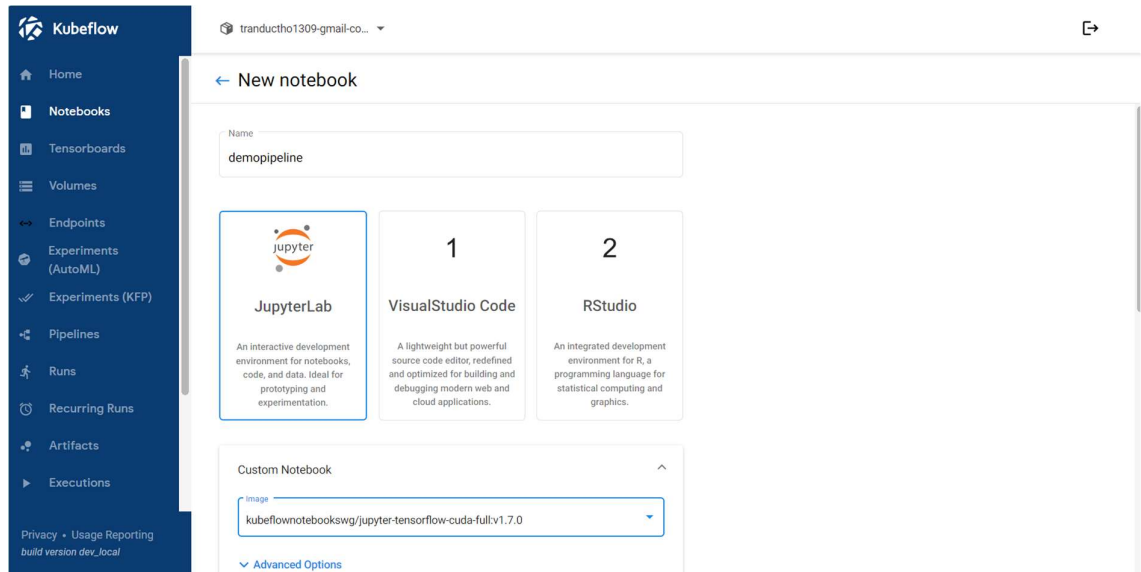 Kubeflow
Home
Notebooks
Tensorboards
Volumes
Endpoints
Experiments
(AutoML)
Experiments (KFP)
Pipelines
Runs
Recurring Runs
Artifacts
Executions
Privacy • Usage Reporting
build version dev_local
tranductho1309-gmail-co...
New notebook
Name
demopipeline
jupyter
JupyterLab
An interactive development
environment for notebooks,
code, and data. Ideal for
prototyping and
experimentation.
1
VisualStudio Code
A lightweight but powerful
source code editor, redefined
and optimized for building and
debugging modern web and
cloud applications.
2
RStudio
An integrated development
environment for R, a
programming language for
statistical computing and
graphics.
Custom Notebook
Image
kubeflownotebookswg/jupyter-tensorflow-cuda-full:v1.7.0
Advanced Options